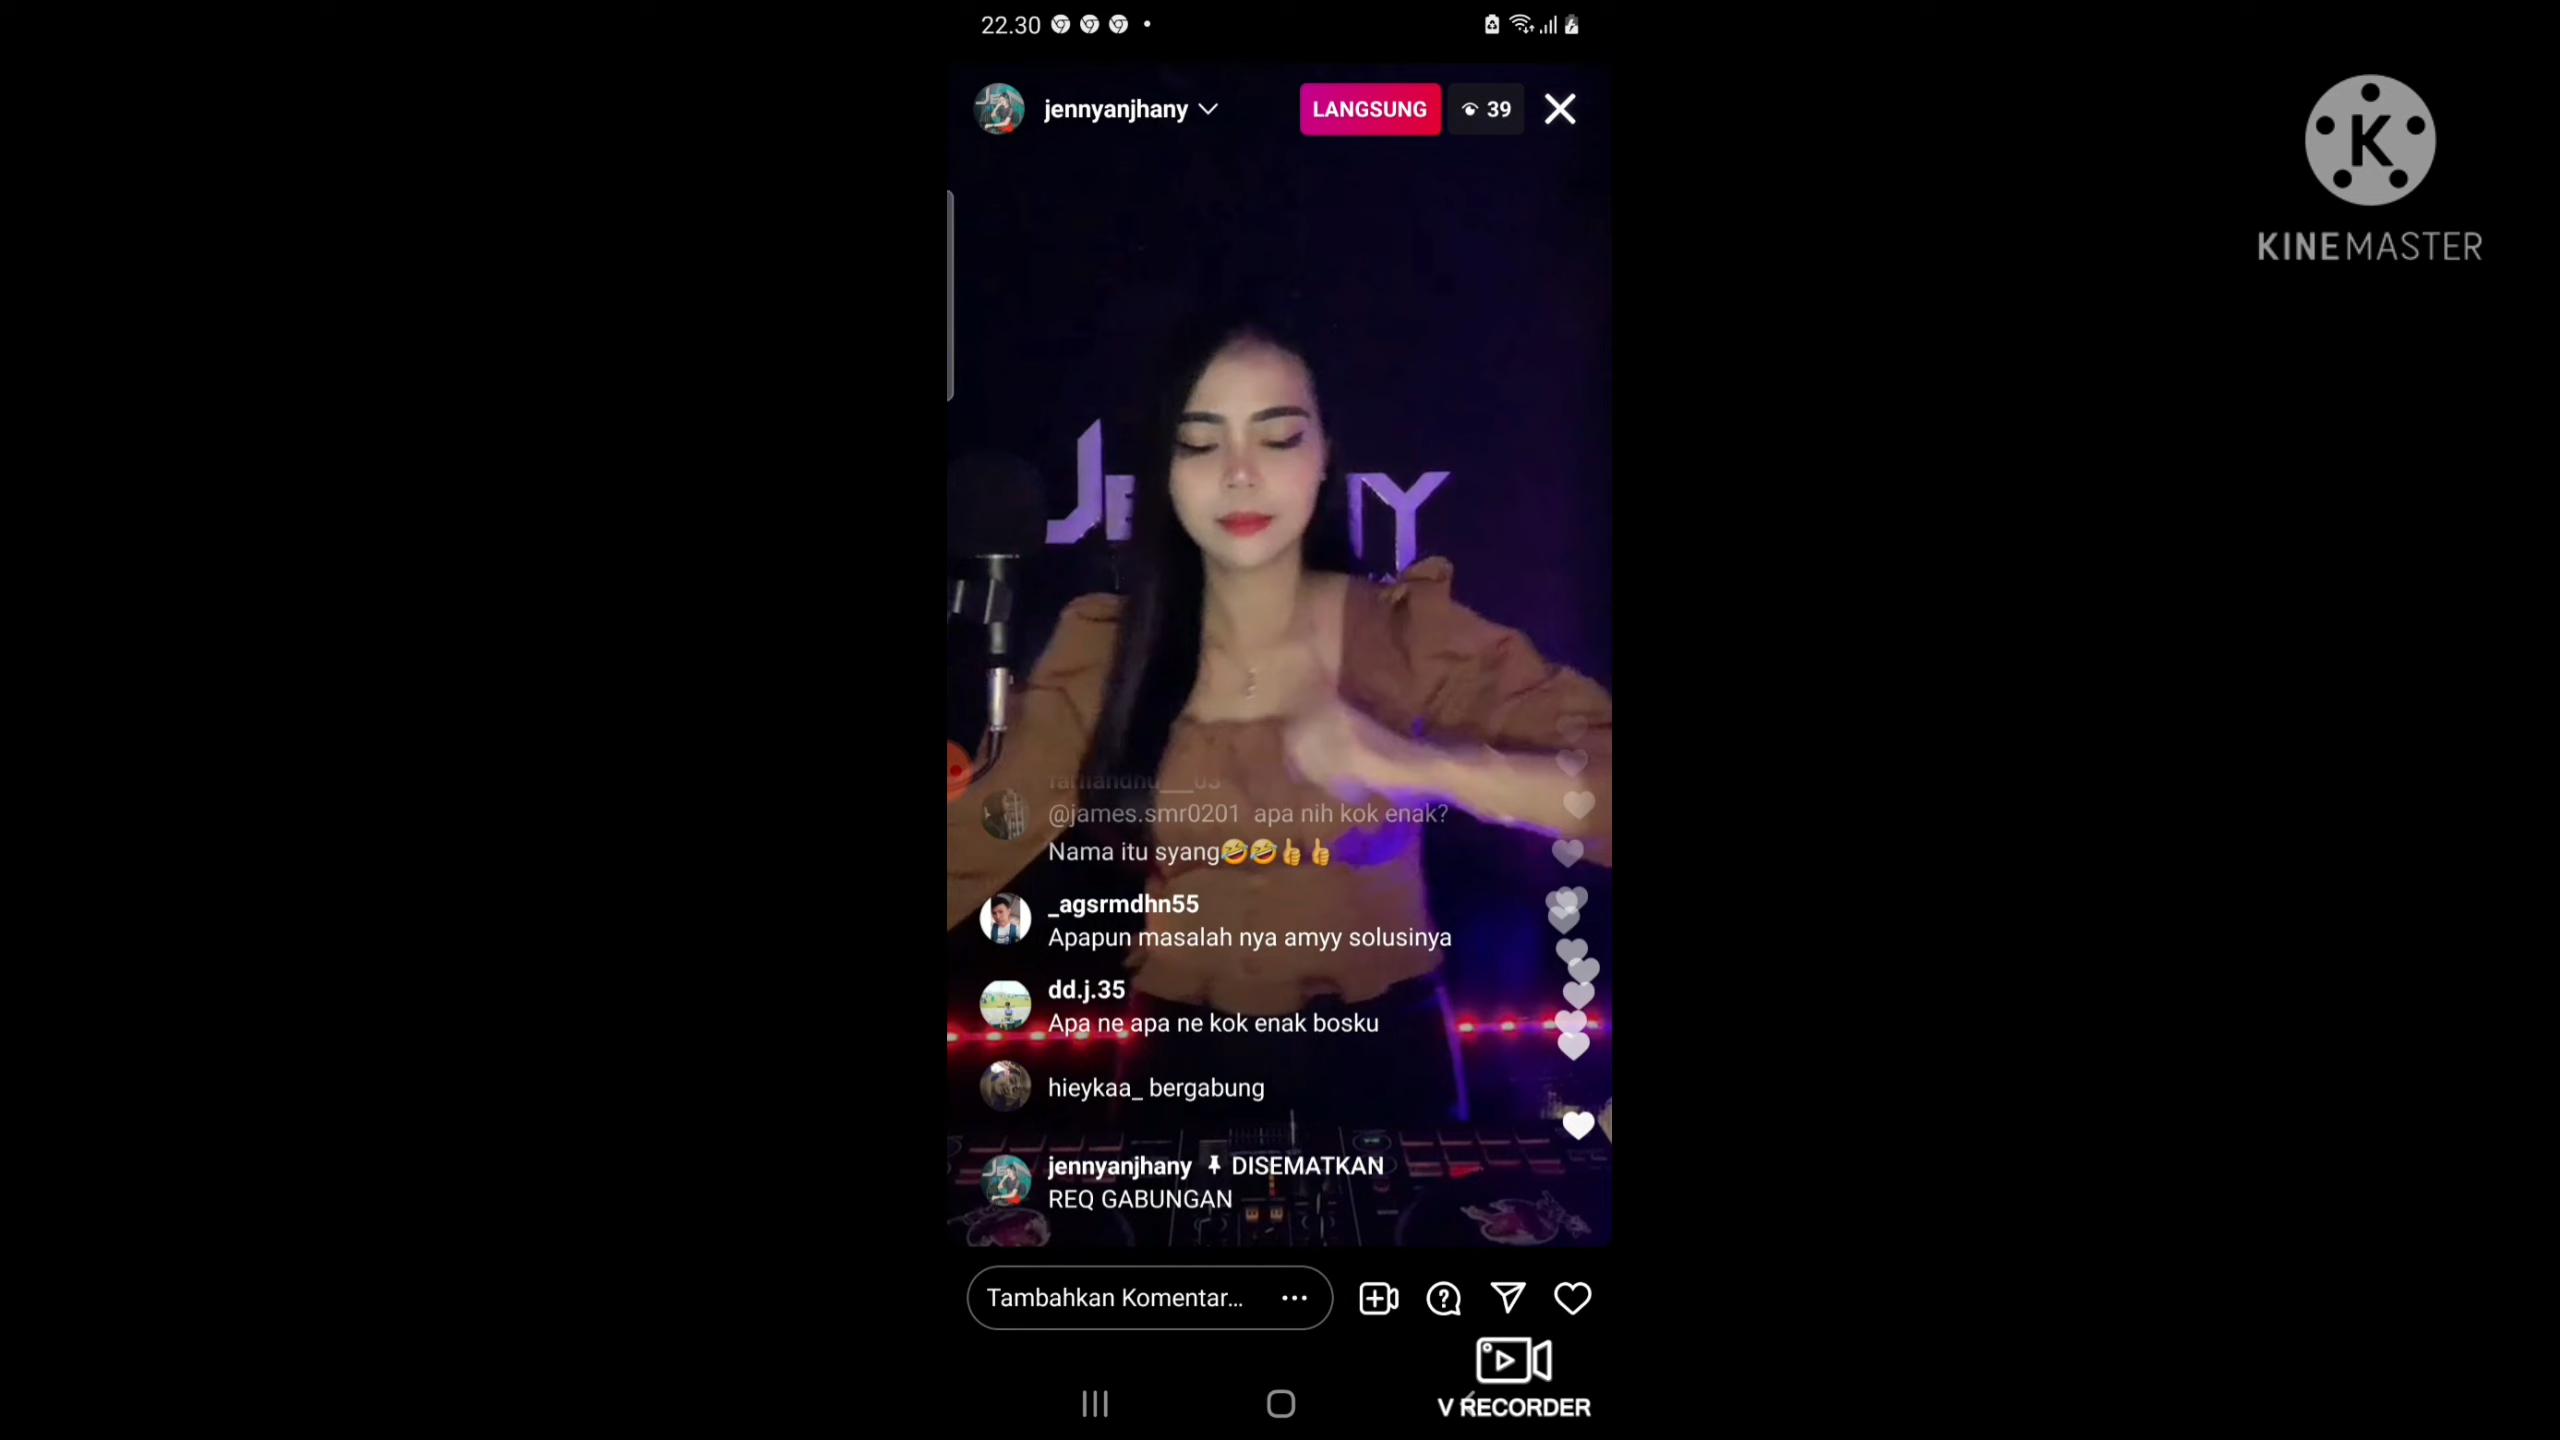 22.30
jennyanjhany
LANGSUNG
39
KINEMASTER
JE NY
@james.smr0201 apa nih kok enak?
Nama itu syang🤣🤣👍👍
_agsrmdhn55
Apapun masalah nya amyy solusinya
dd.j.35
Apa ne apa ne kok enak bosku
hieykaa_ bergabung
jennyanjhany DISEMATKAN
REQ GABUNGAN
Tambahkan Komentar...
V RECORDER